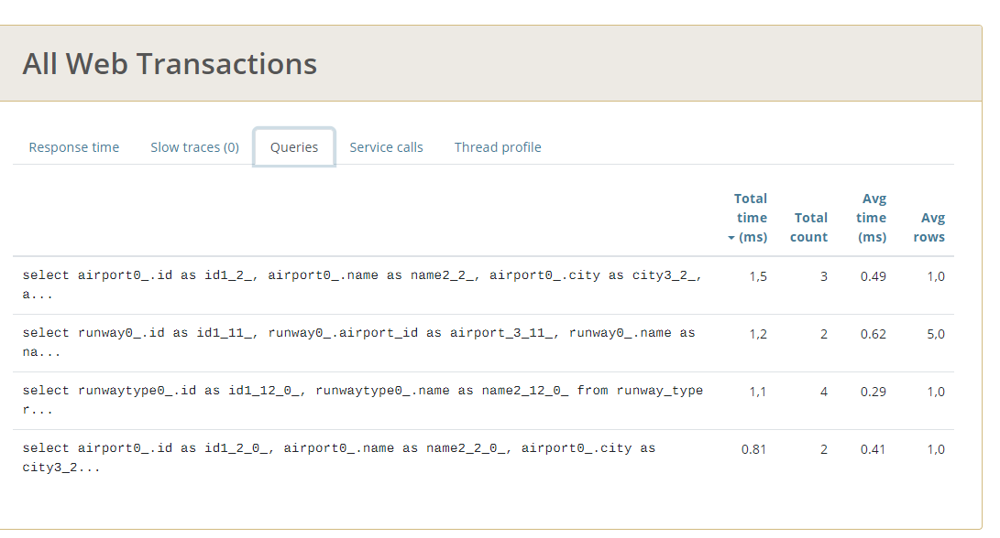 All Web Transactions
Response time Slow traces (0) Queries Service calls Thread profile
Total time (ms) Total count Avg time (ms) Avg rows
select airport0_.id as id1_2_, airport0_.name as name2_2_, airport0_.city as city3_2_, 1,5 3 0.49 1,0
a...
select runway0_.id as id1_11_, runway0_.airport_id as airport_3_11_, runway0_.name as 1,2 2 0.62 5,0
na...
select runwaytype0_.id as id1_12_0_, runwaytype0_.name as name2_12_0_ from runway_type 1,1 4 0.29 1,0
r...
select airport0_.id as id1_2_0_, airport0_.name as name2_2_0_, airport0_.city as 0.81 2 0.41 1,0
city3_2...